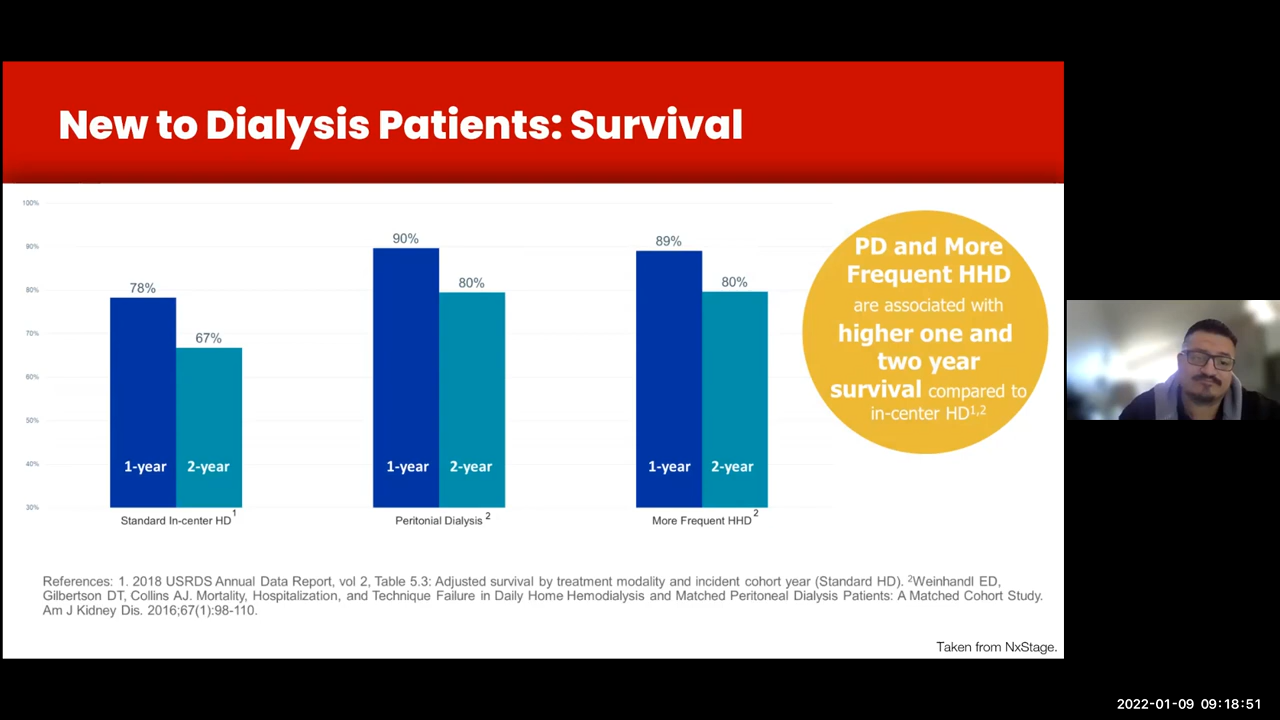 New to Dialysis Patients: Survival
100%
90%
80%
70%
60%
50%
40%
30%
78%
67%
90%
80%
89%
80%
1-year
2-year
1-year
2-year
1-year
2-year
Standard In-center HD1
Peritonial Dialysis 2
More Frequent HHD2
PD and More
Frequent HHD
are associated with
higher one and
two year
survival compared to
in-center HD1,2
References: 1. 2018 USRDS Annual Data Report, vol 2, Table 5.3: Adjusted survival by treatment modality and incident cohort year (Standard HD). 2Weinhandl ED,
Gilbertson DT, Collins AJ. Mortality, Hospitalization, and Technique Failure in Daily Home Hemodialysis and Matched Peritoneal Dialysis Patients: A Matched Cohort Study.
Am J Kidney Dis. 2016;67(1):98-110.
Taken from NxStage.
2022-01-09 09:18:51